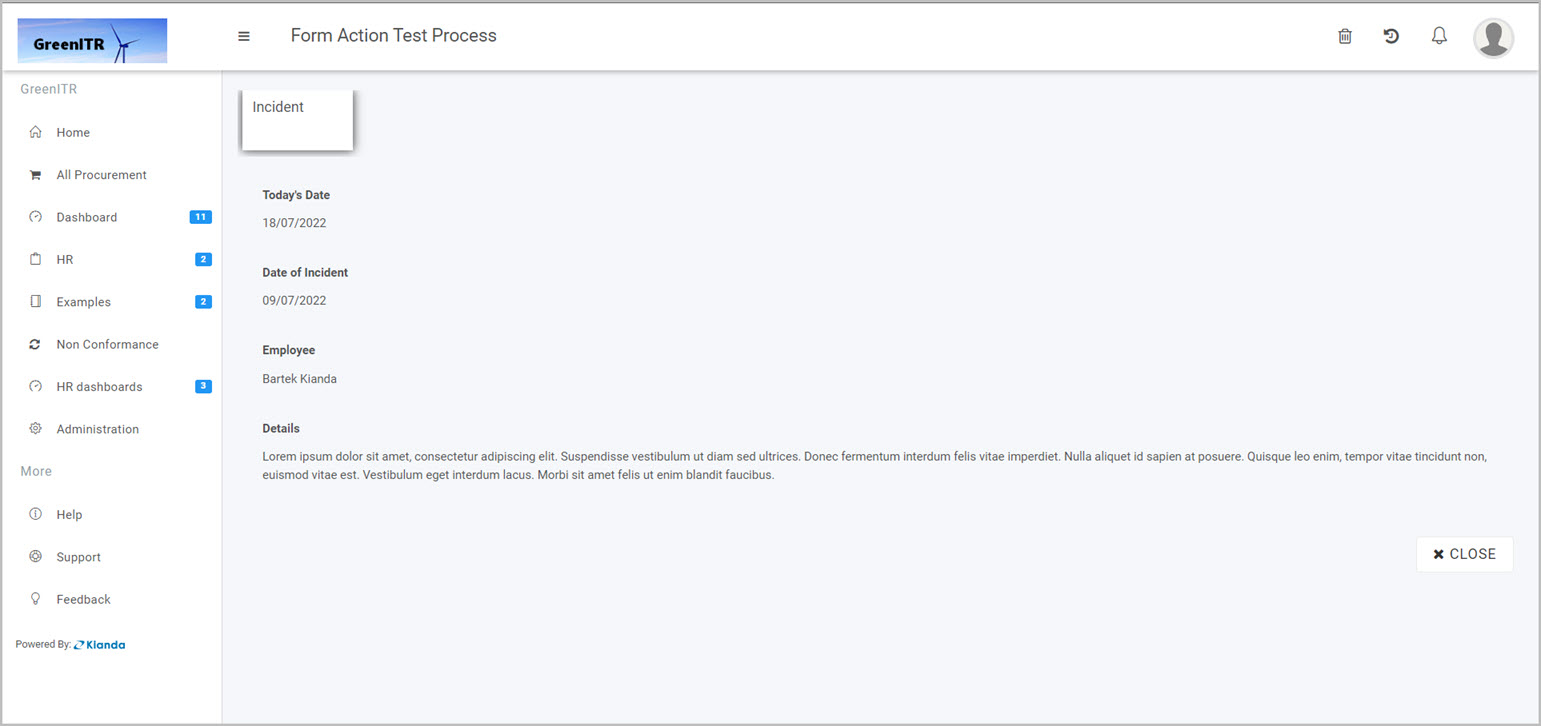 GreenITR
Form Action Test Process
GreenITR
Home
All Procurement
Dashboard 11
HR 2
Examples 2
Non Conformance
HR dashboards 3
Administration
More
Help
Support
Feedback
Powered By: Kianda
Incident
Today's Date
18/07/2022
Date of Incident
09/07/2022
Employee
Bartek Kianda
Details
Lorem ipsum dolor sit amet, consectetur adipiscing elit. Suspendisse vestibulum ut diam sed ultrices. Donec fermentum interdum felis vitae imperdiet. Nulla aliquet id sapien at posuere. Quisque leo enim, tempor vitae tincidunt non,
euismod vitae est. Vestibulum eget interdum lacus. Morbi sit amet felis ut enim blandit faucibus.
CLOSE